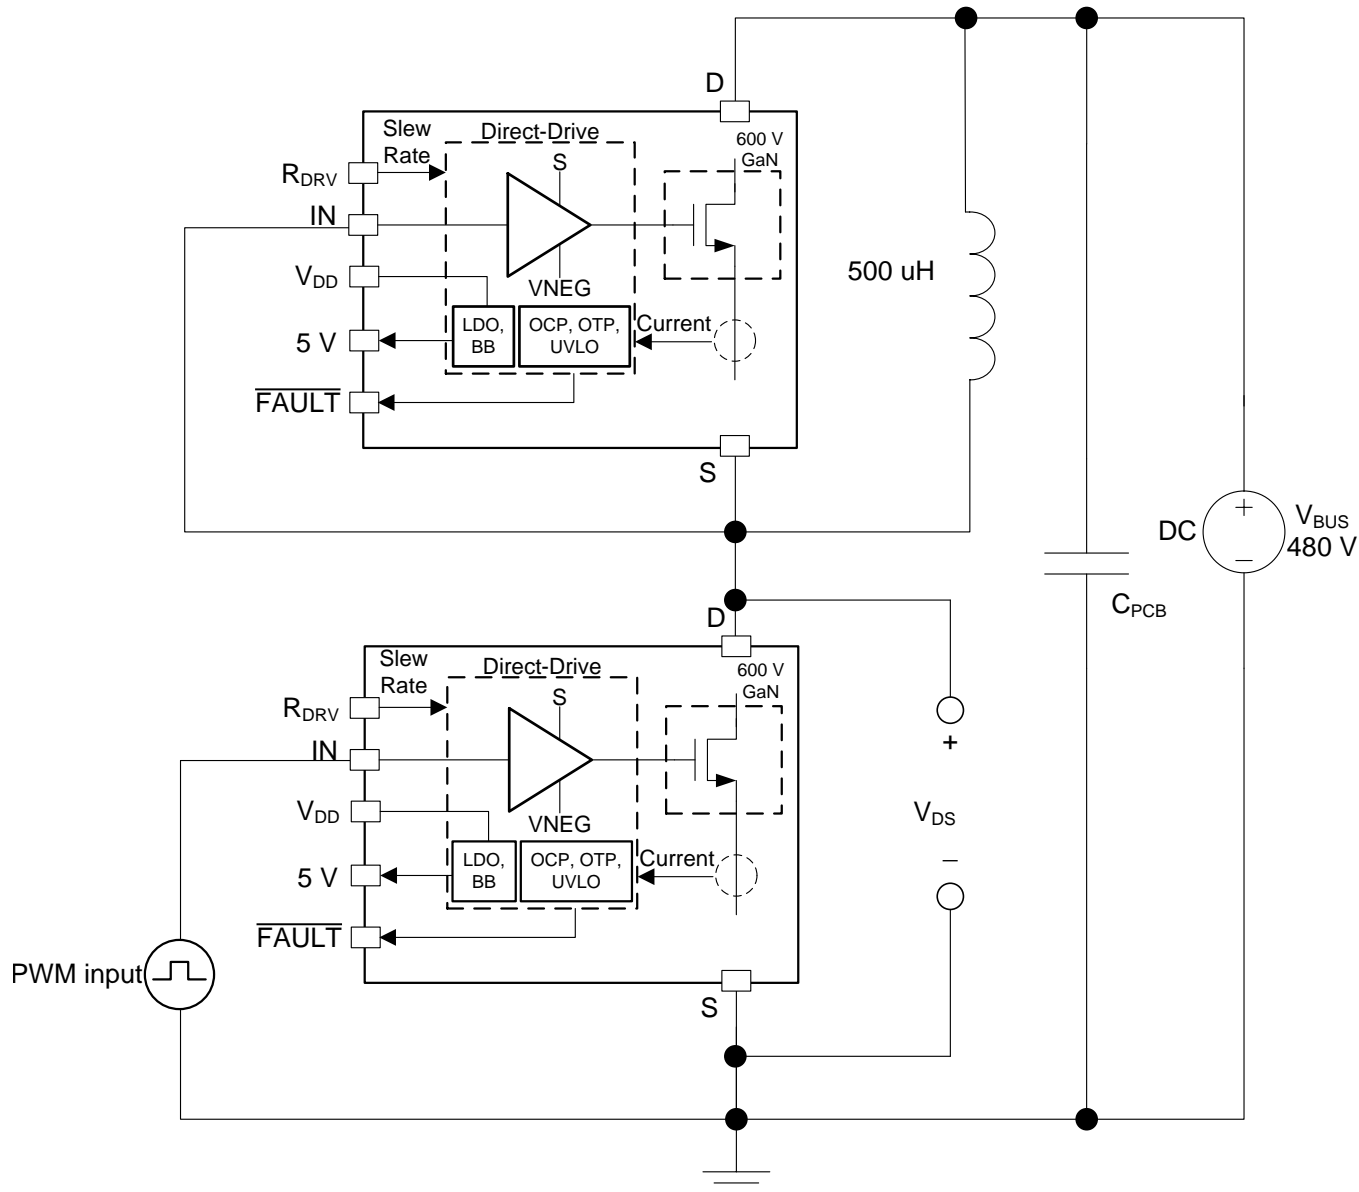 D
Slew
Rate
Direct-Drive
600 V
GaN
S
RDRV
IN
VDD
VNEG
500 uH
LDO,
BB
OCP, OTP,
UVLO
Current
5 V
FAULT
S
DC
+
–
VBUS
480 V
CPCB
D
Slew
Rate
Direct-Drive
600 V
GaN
S
RDRV
IN
+
VDD
VNEG
VDS
LDO,
BB
OCP, OTP,
UVLO
Current
–
5 V
FAULT
PWM input
S